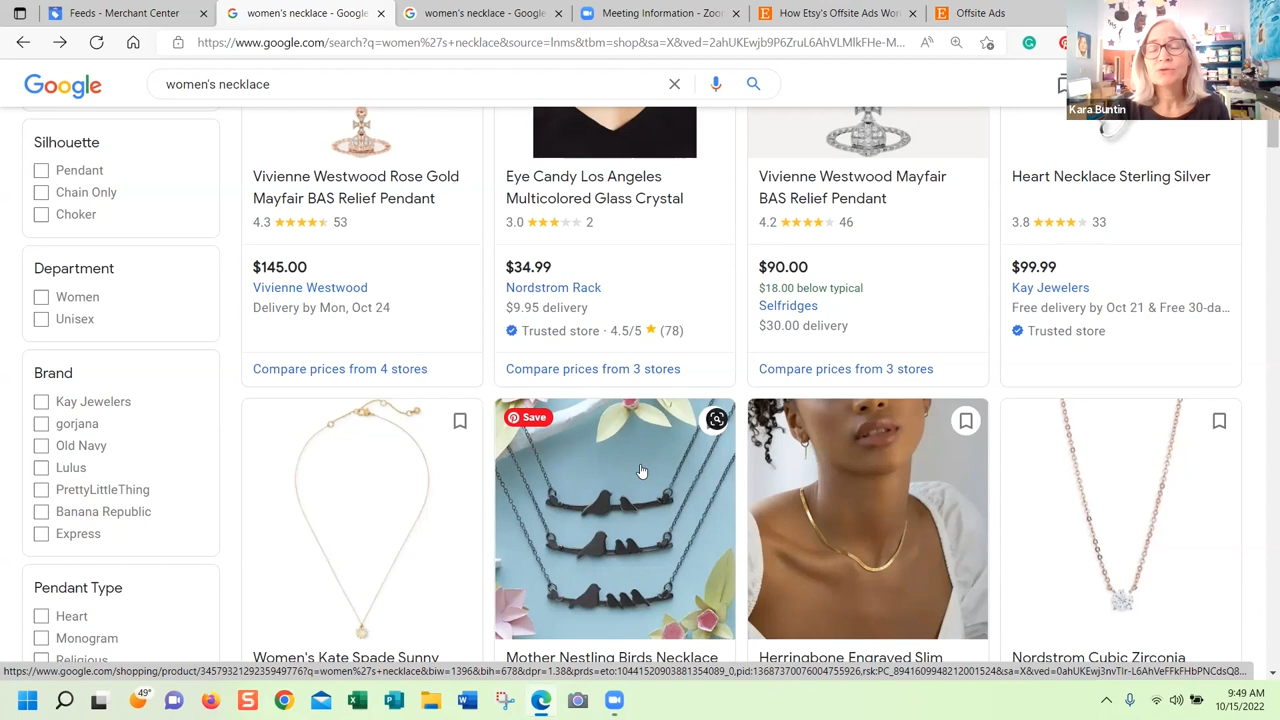 Feeds - Merchant Center
women's necklace - Google
women's necklace - Google
Meeting Information - Zoom
How Etsy's Offsite Ads Work
Offsite Ads
https://www.google.com/search?q=women%27s+necklace&source=lnms&tbm=shop&sa=X&ved=2ahUKEwjb9P6ZruL6AhVLMlkFHe-M...
Kara Buntin
Google
women's necklace
Silhouette
Pendant
Chain Only
Choker
Department
Women
Unisex
Brand
Kay Jewelers
gorjana
Old Navy
Lulus
PrettyLittleThing
Banana Republic
Express
Pendant Type
Heart
Monogram
Religious
Vivienne Westwood Rose Gold
Mayfair BAS Relief Pendant
4.3 53
$145.00
Vivienne Westwood
Delivery by Mon, Oct 24
Compare prices from 4 stores
Eye Candy Los Angeles
Multicolored Glass Crystal
3.0 2
$34.99
Nordstrom Rack
$9.95 delivery
Trusted store · 4.5/5 (78)
Compare prices from 3 stores
Vivienne Westwood Mayfair
BAS Relief Pendant
4.2 46
$90.00
$18.00 below typical
Selfridges
$30.00 delivery
Compare prices from 3 stores
Heart Necklace Sterling Silver
3.8 33
$99.99
Kay Jewelers
Free delivery by Oct 21 & Free 30-da...
Trusted store
Save
Women's Kate Spade Sunny
Mother Nestling Birds Necklace
Herringbone Engraved Slim
Nordstrom Cubic Zirconia
49°
9:49 AM
10/15/2022